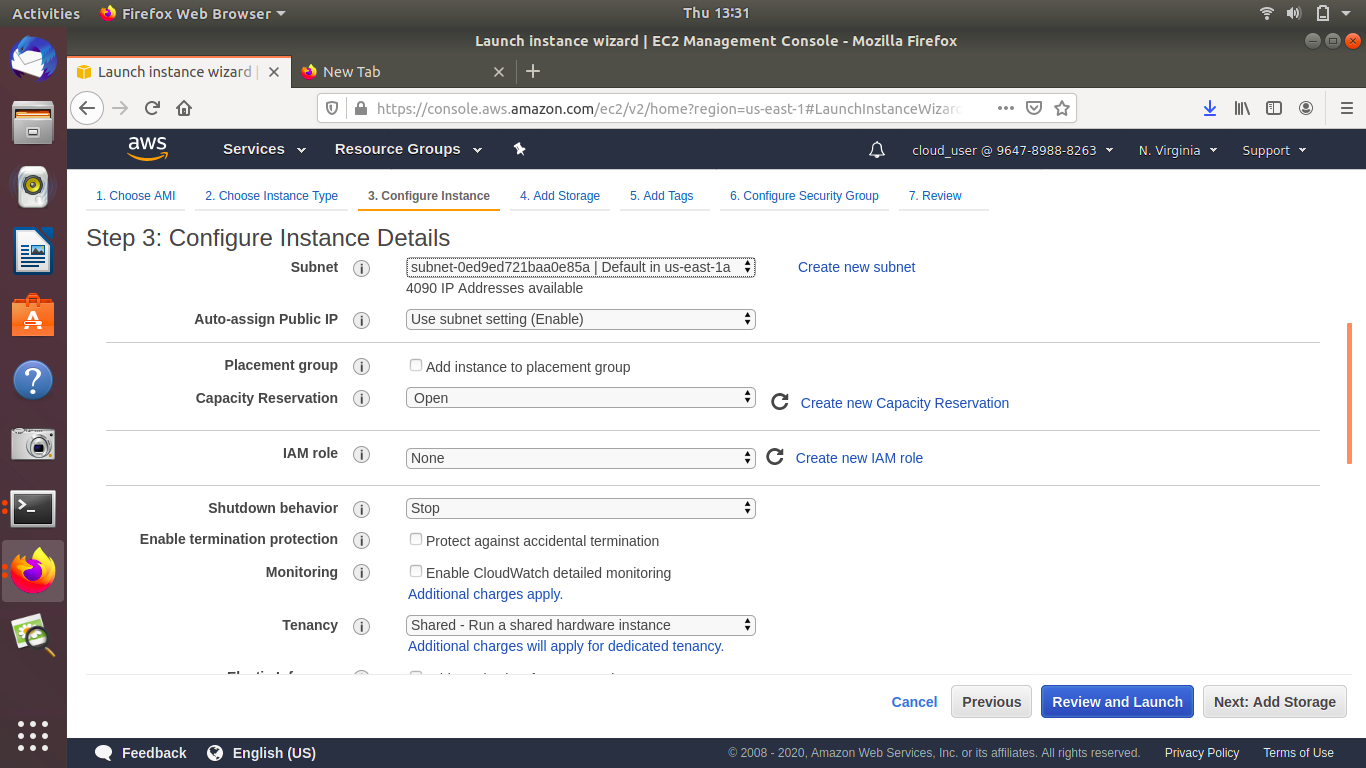 Activities Firefox Web Browser Thu 13:31
Launch instance wizard | EC2 Management Console - Mozilla Firefox
Launch instance wizard | New Tab
https://console.aws.amazon.com/ec2/v2/home?region=us-east-1#LaunchInstanceWizard
aws Services Resource Groups cloud_user @ 9647-8988-8263 N. Virginia Support
1. Choose AMI 2. Choose Instance Type 3. Configure Instance 4. Add Storage 5. Add Tags 6. Configure Security Group 7. Review
Step 3: Configure Instance Details
Subnet subnet-0ed9ed721baa0e85a | Default in us-east-1a Create new subnet
4090 IP Addresses available
Auto-assign Public IP Use subnet setting (Enable)
Placement group Add instance to placement group
Capacity Reservation Open Create new Capacity Reservation
IAM role None Create new IAM role
Shutdown behavior Stop
Enable termination protection Protect against accidental termination
Monitoring Enable CloudWatch detailed monitoring
Additional charges apply.
Tenancy Shared - Run a shared hardware instance
Additional charges will apply for dedicated tenancy.
Cancel Previous Review and Launch Next: Add Storage
Feedback English (US) © 2008 - 2020, Amazon Web Services, Inc. or its affiliates. All rights reserved. Privacy Policy Terms of Use